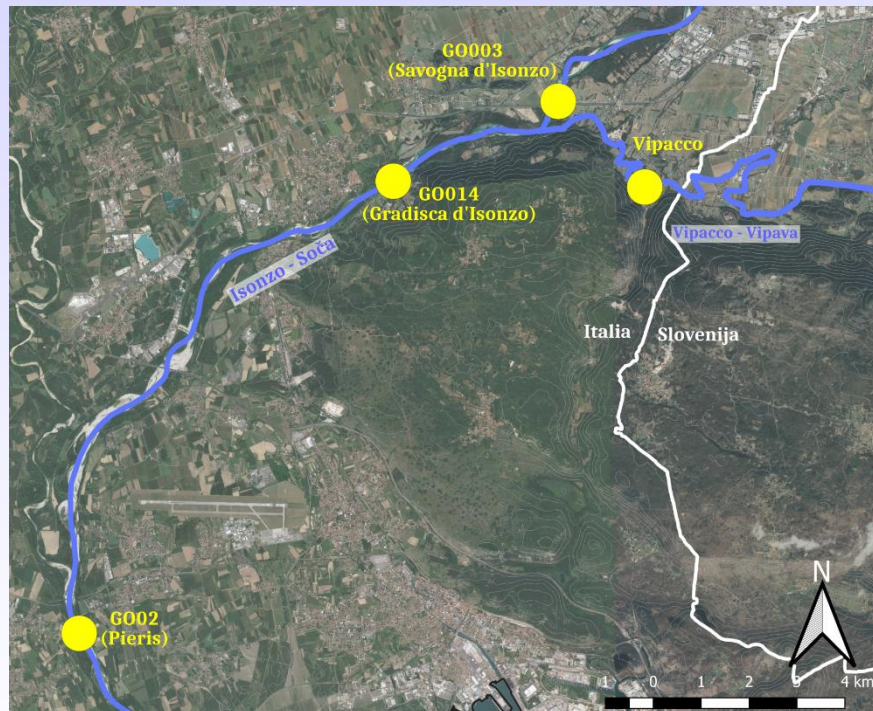 GO003
(Savogna d'Isonzo)
Vipacco
GO014
(Gradisca d'Isonzo)
Vipacco - Vipava
Isonzo - Soča
Italia
Slovenija
N
GO02
(Pieris)
1 0 1 2 3 4 km